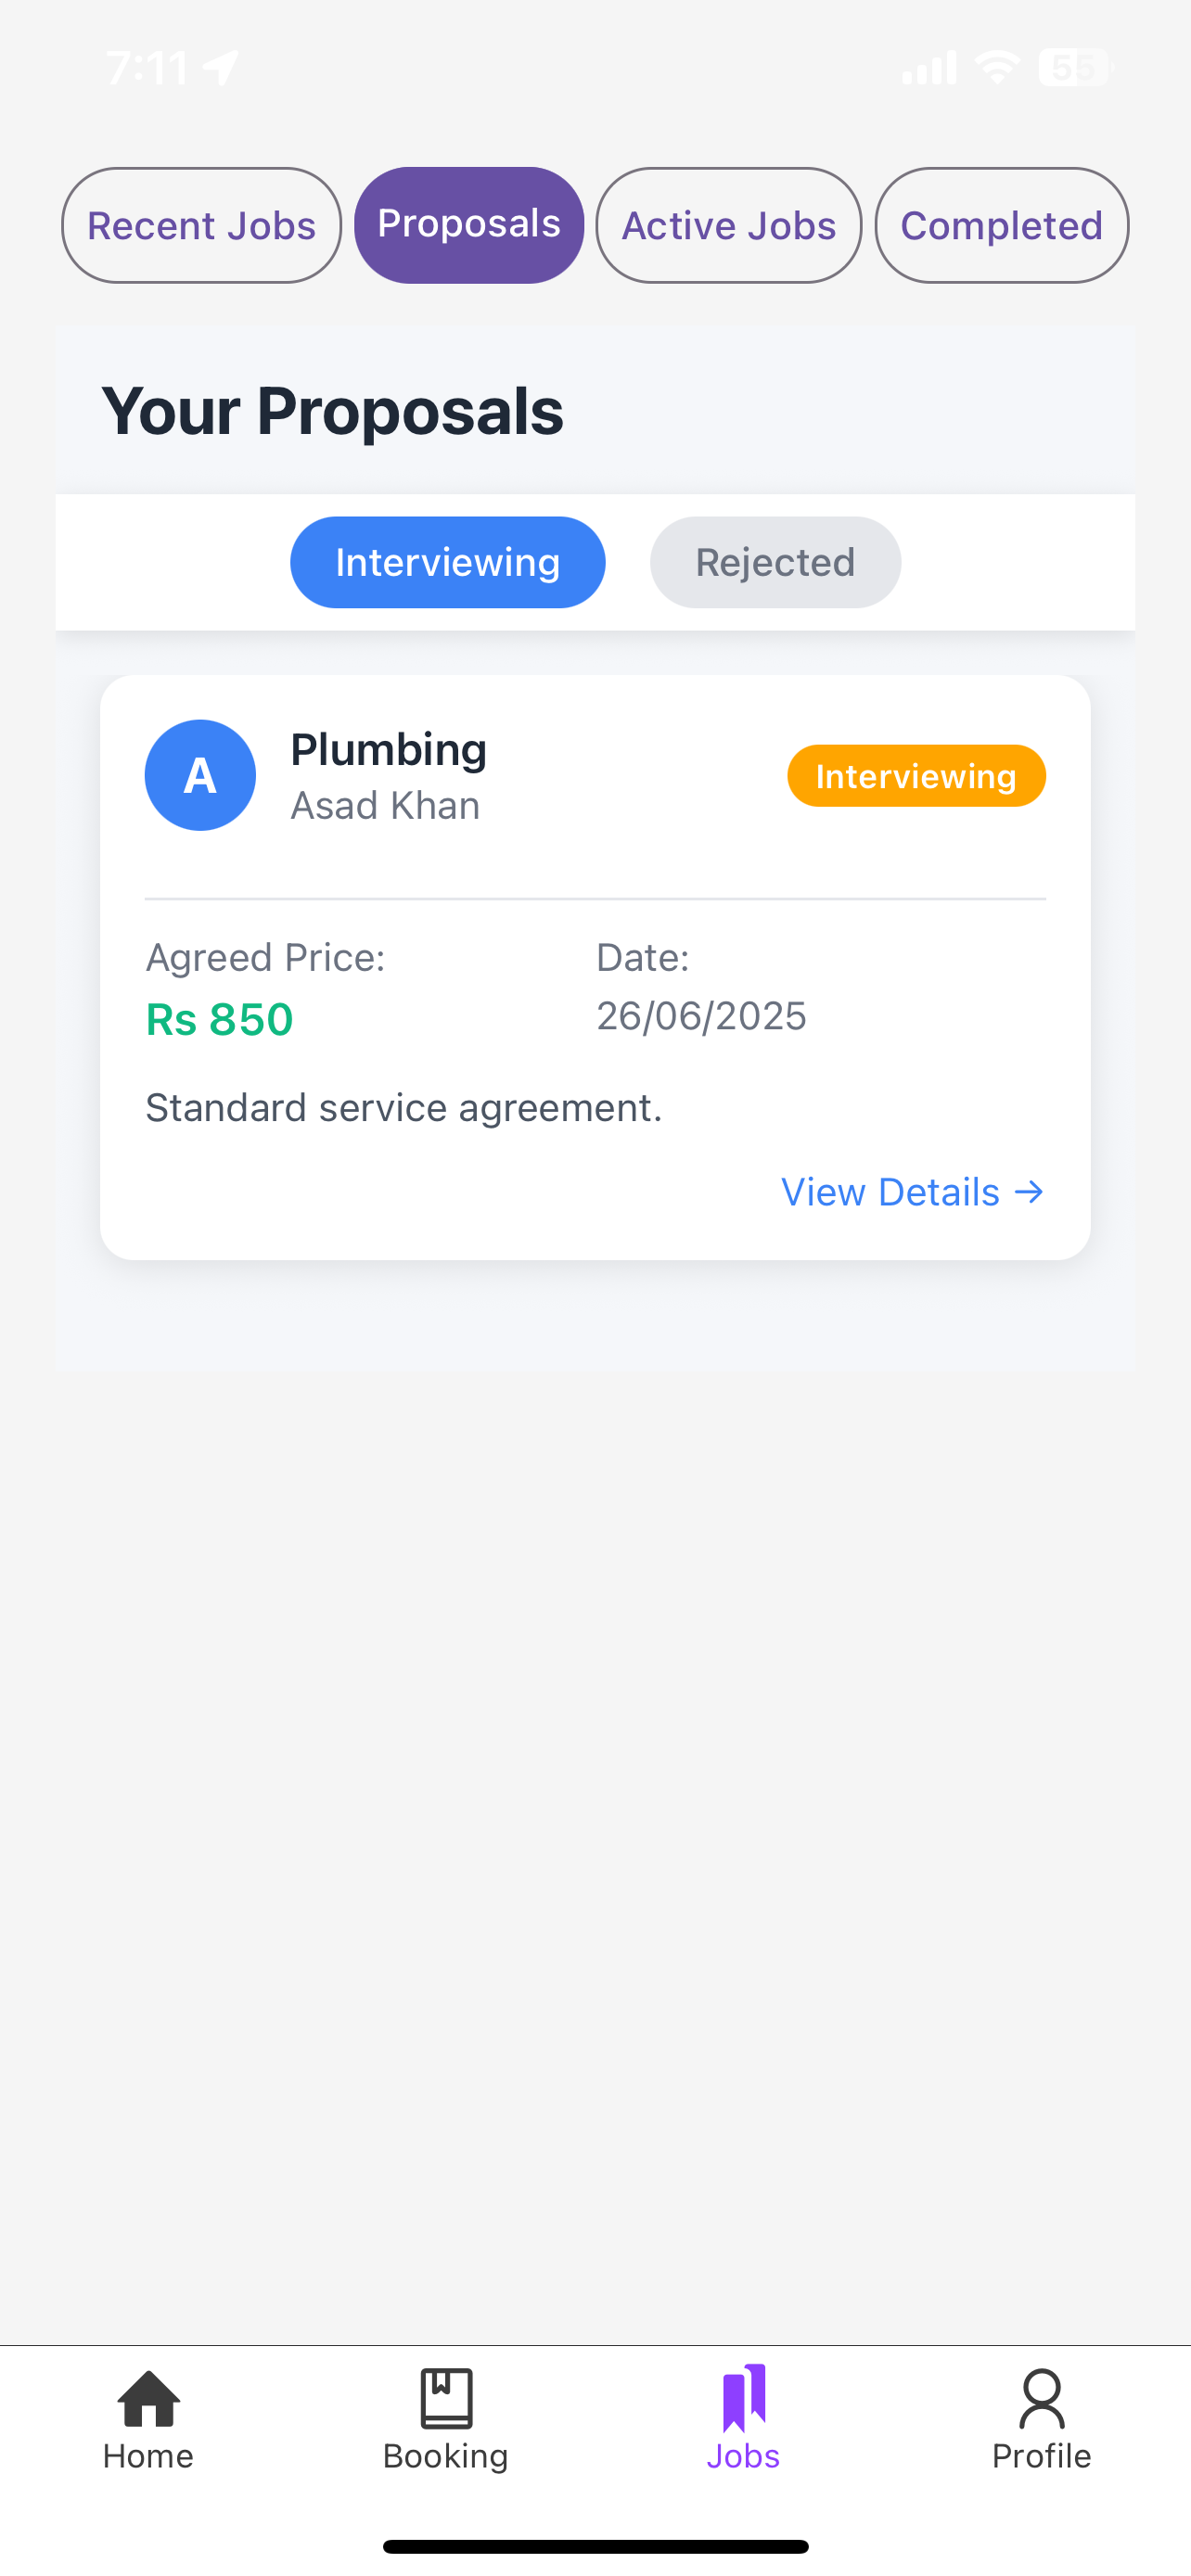 7:11
55
Recent Jobs
Proposals
Active Jobs
Completed
Your Proposals
Interviewing
Rejected
A
Plumbing
Asad Khan
Interviewing
Agreed Price:
Date:
Rs 850
26/06/2025
Standard service agreement.
View Details →
Home
Booking
Jobs
Profile